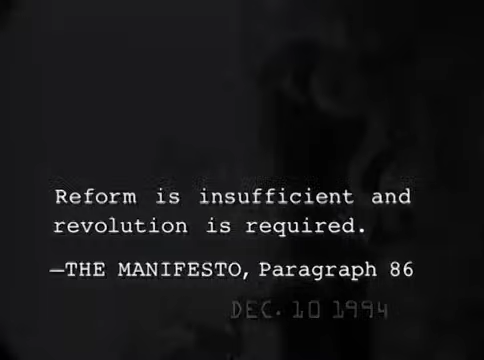 Reform is insufficient and
revolution is required.
—THE MANIFESTO, Paragraph 86
DEC. 10 1994